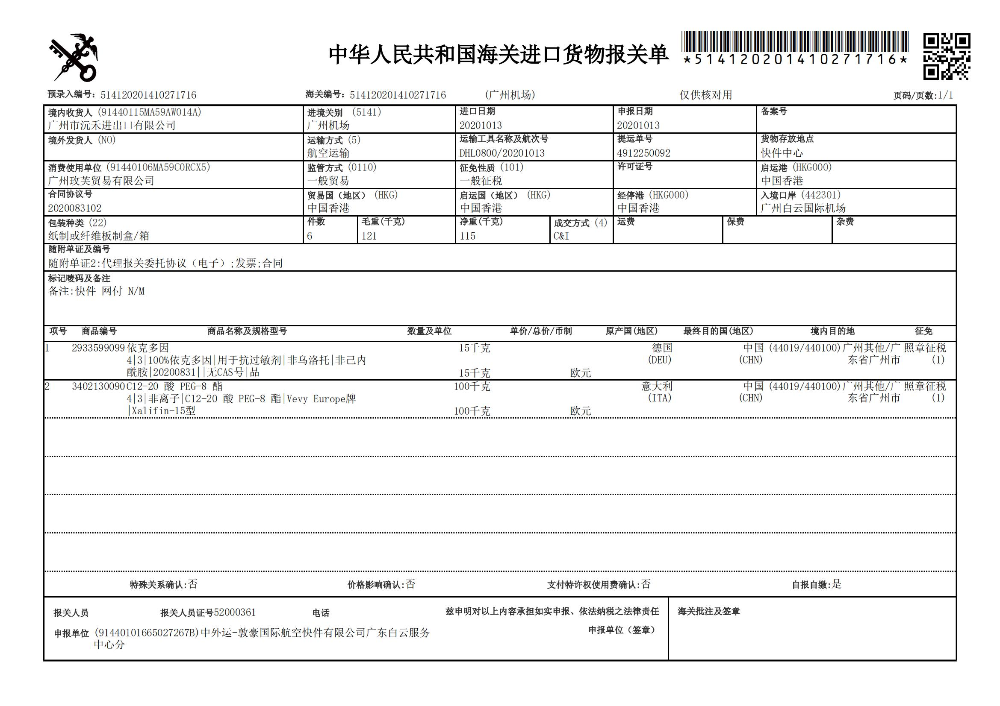 中华人民共和国海关进口货物报关单
*514120201410271716*
预录入编号：514120201410271716 海关编号：514120201410271716 （广州机场） 仅供核对用 页码/页数:1/1
境内收货人 (91440115MA59AW014A) 进境关别 (5141) 进口日期 申报日期 备案号
广州市沅禾进出口有限公司 广州机场 20201013 20201013
境外发货人 (NO) 运输方式 (5) 运输工具名称及航次号 提运单号 货物存放地点
航空运输 DHL0800/20201013 4912250092 快件中心
消费使用单位 (91440106MA59C0RCX5) 监管方式 (0110) 征免性质 (101) 许可证号 启运港 (HKG000)
广州玫芙贸易有限公司 一般贸易 一般征税 中国香港
合同协议号 贸易国（地区） (HKG) 启运国（地区） (HKG) 经停港 (HKG000) 入境口岸 (442301)
2020083102 中国香港 中国香港 中国香港 广州白云国际机场
包装种类 (22) 件数 毛重(千克) 净重(千克) 成交方式 (4) 运费 保费 杂费
纸制或纤维板制盒/箱 6 121 115 C&I
随附单证及编号
随附单证2:代理报关委托协议（电子）;发票;合同
标记唛码及备注
备注:快件 网付 N/M
项号 商品编号 商品名称及规格型号 数量及单位 单价/总价/币制 原产国(地区) 最终目的国(地区) 境内目的地 征免
1 2933599099 依克多因 15千克 德国 中国 (44019/440100)广州其他/广 照章征税
4|3|100%依克多因|用于抗过敏剂|非乌洛托|非己内 (DEU) (CHN) 东省广州市 (1)
酰胺|20200831||无CAS号|品 15千克 欧元
2 3402130090 C12-20 酸 PEG-8 酯 100千克 意大利 中国 (44019/440100)广州其他/广 照章征税
4|3|非离子|C12-20 酸 PEG-8 酯|Vevy Europe牌 (ITA) (CHN) 东省广州市 (1)
|Xalifin-15型 100千克 欧元
特殊关系确认:否 价格影响确认:否 支付特许权使用费确认:否 自报自缴:是
报关人员 报关人员证号52000361 电话 兹申明对以上内容承担如实申报、依法纳税之法律责任 海关批注及签章
申报单位 (91440101665027267B)中外运-敦豪国际航空快件有限公司广东白云服务 申报单位（签章）
中心分